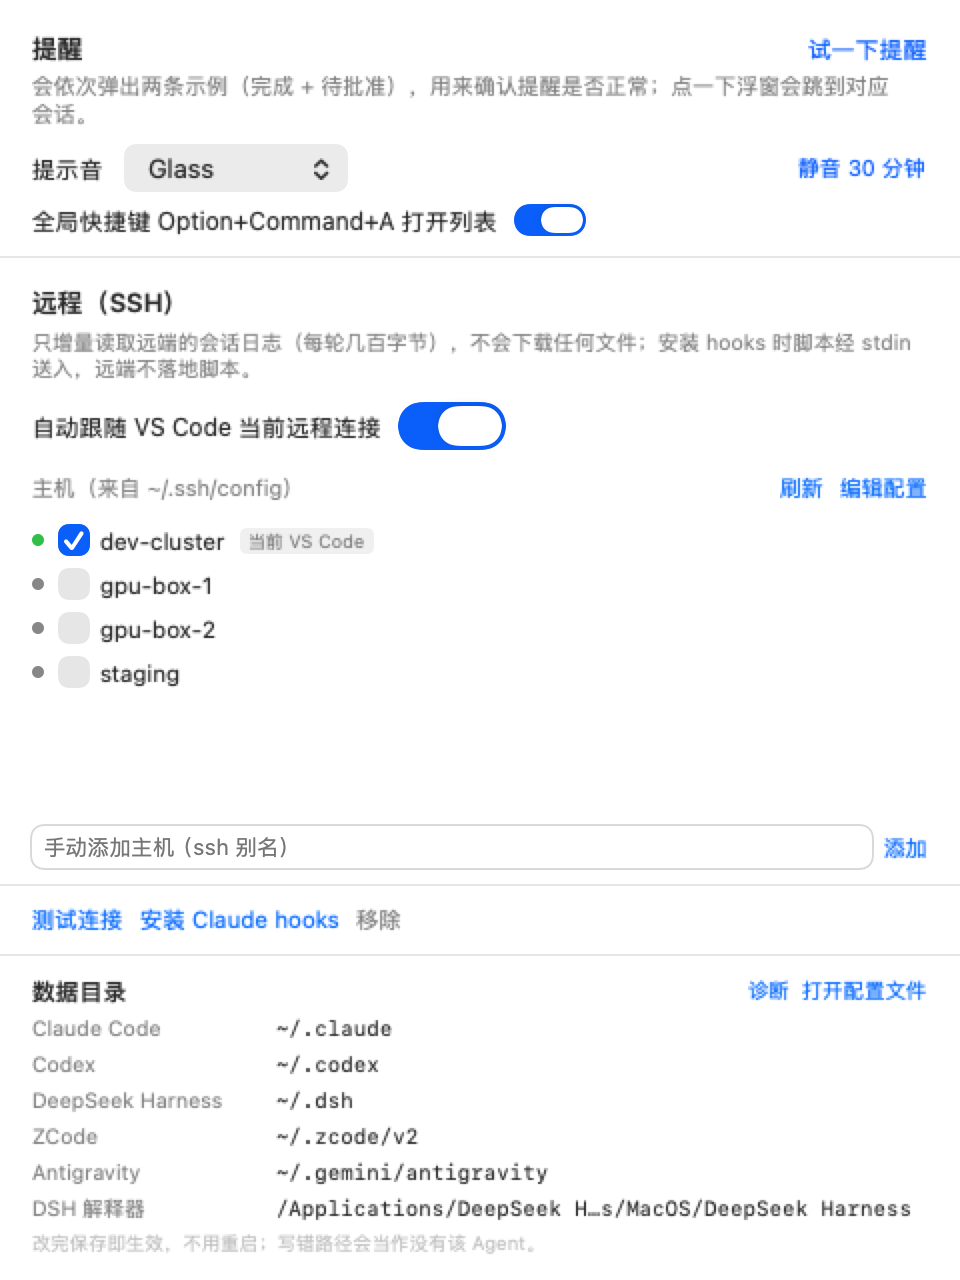 提醒
试一下提醒
会依次弹出两条示例（完成 + 待批准），用来确认提醒是否正常；点一下浮窗会跳到对应
会话。
提示音 Glass 静音 30 分钟
全局快捷键 Option+Command+A 打开列表
远程（SSH）
只增量读取远端的会话日志（每轮几百字节），不会下载任何文件；安装 hooks 时脚本经 stdin
送入，远端不落地脚本。
自动跟随 VS Code 当前远程连接
主机（来自 ~/.ssh/config） 刷新 编辑配置
dev-cluster 当前 VS Code
gpu-box-1
gpu-box-2
staging
手动添加主机（ssh 别名） 添加
测试连接 安装 Claude hooks 移除
数据目录 诊断 打开配置文件
Claude Code ~/.claude
Codex ~/.codex
DeepSeek Harness ~/.dsh
ZCode ~/.zcode/v2
Antigravity ~/.gemini/antigravity
DSH 解释器 /Applications/DeepSeek H…s/MacOS/DeepSeek Harness
改完保存即生效，不用重启；写错路径会当作没有该 Agent。